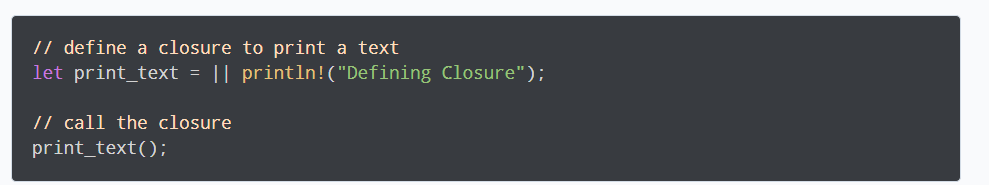 // define a closure to print a text
let print_text = || println!("Defining Closure");
// call the closure
print_text();